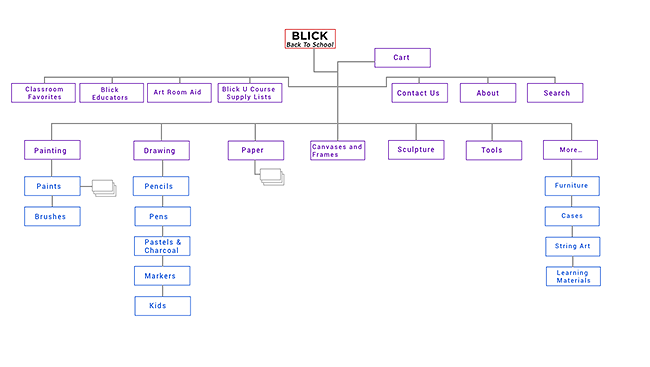 BLICK
Back To School
Cart
Classroom
Favorites
Blick
Educators
Art Room Aid
Blick U Course
Supply Lists
Contact Us
About
Search
Painting
Drawing
Paper
Canvases and
Frames
Sculpture
Tools
More...
Paints
Pencils
Furniture
Brushes
Pens
Cases
Pastels &
Charcoal
String Art
Markers
Learning
Materials
Kids